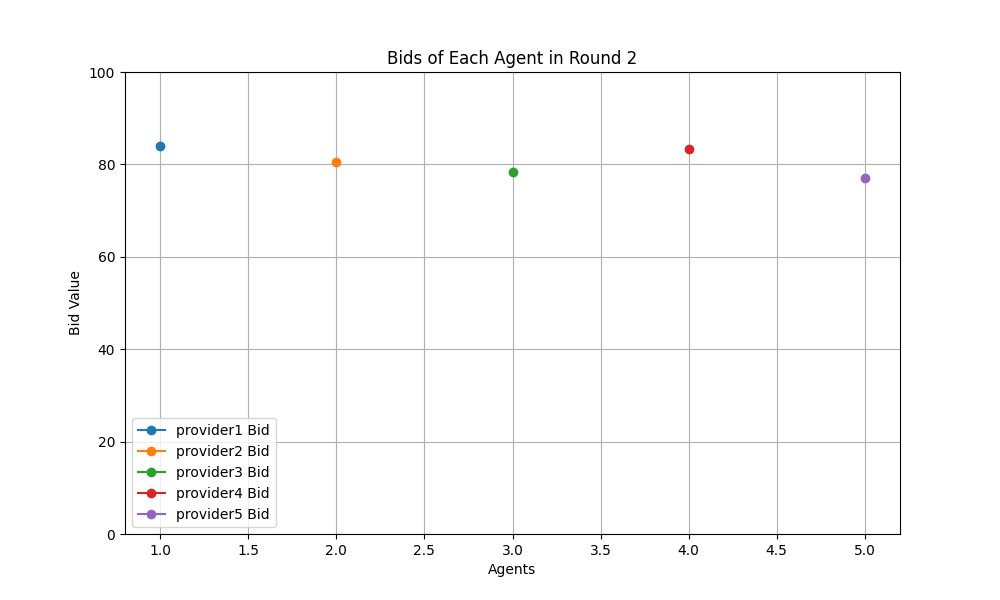 Bids of Each Agent in Round 2
100
80
60
40
20
0
Bid Value
provider1 Bid
provider2 Bid
provider3 Bid
provider4 Bid
provider5 Bid
1.0 1.5 2.0 2.5 3.0 3.5 4.0 4.5 5.0
Agents